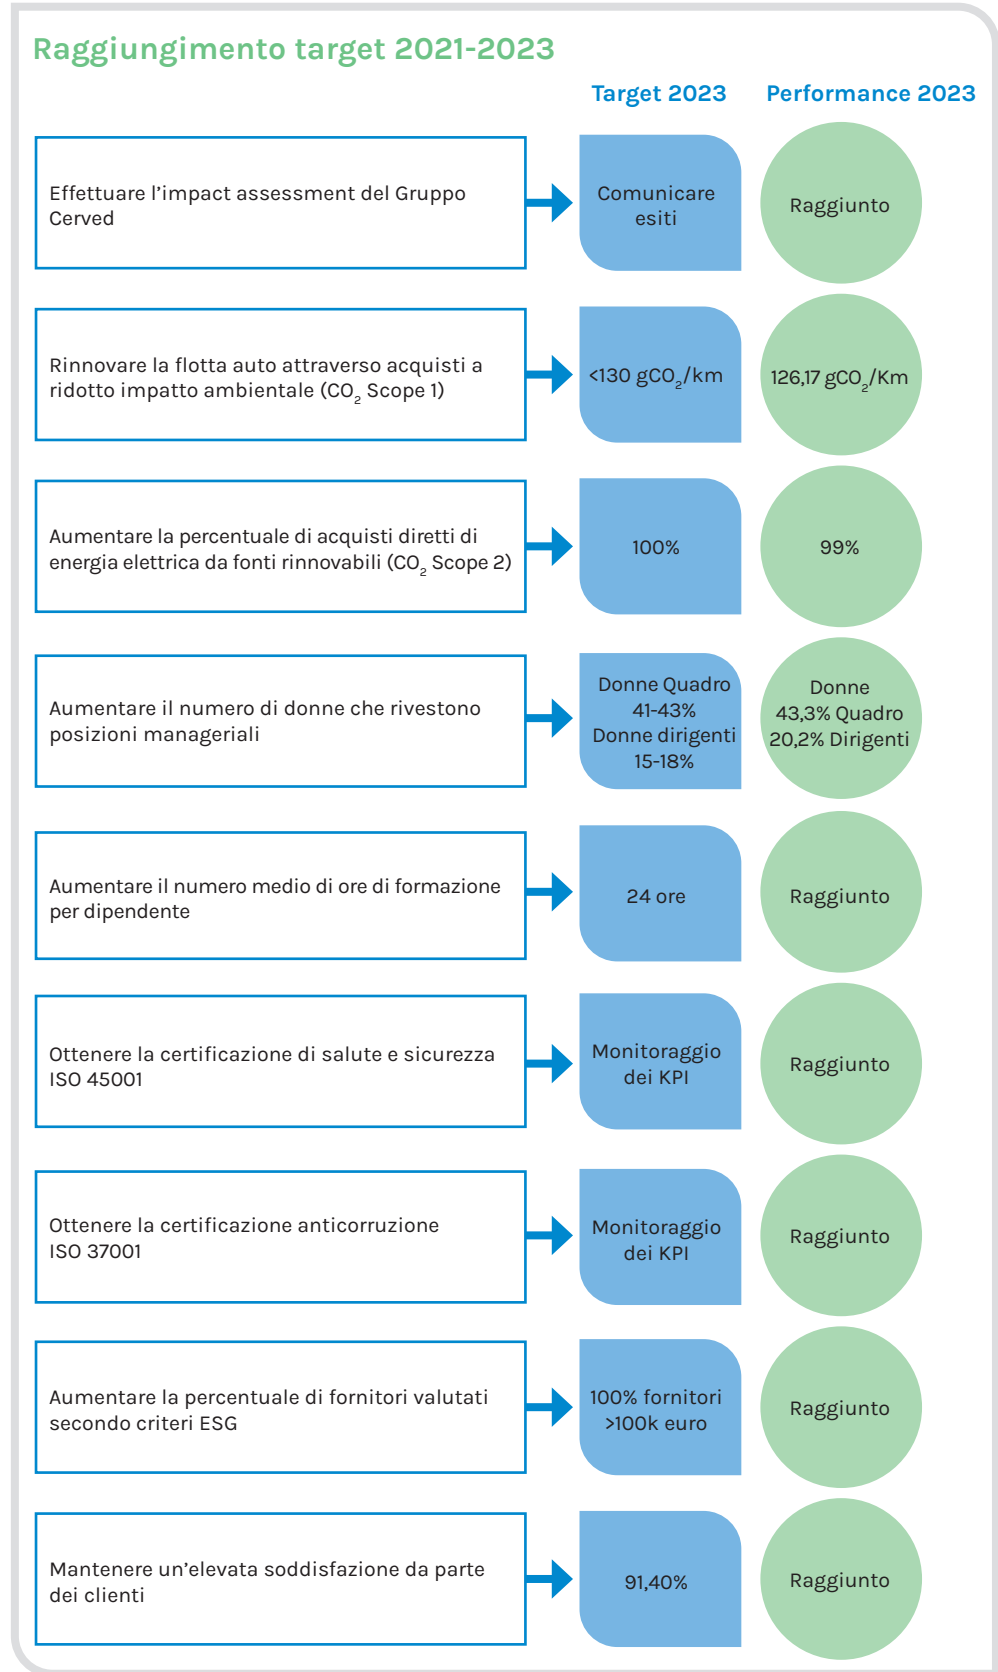 Raggiungimento target 2021-2023
Target 2023
Performance 2023
Effettuare l’impact assessment del Gruppo
Cerved
Comunicare
esiti
Raggiunto
Rinnovare la flotta auto attraverso acquisti a
ridotto impatto ambientale (CO₂ Scope 1)
<130 gCO₂/km
126,17 gCO₂/Km
Aumentare la percentuale di acquisti diretti di
energia elettrica da fonti rinnovabili (CO₂ Scope 2)
100%
99%
Aumentare il numero di donne che rivestono
posizioni manageriali
Donne Quadro
41-43%
Donne dirigenti
15-18%
Donne
43,3% Quadro
20,2% Dirigenti
Aumentare il numero medio di ore di formazione
per dipendente
24 ore
Raggiunto
Ottenere la certificazione di salute e sicurezza
ISO 45001
Monitoraggio
dei KPI
Raggiunto
Ottenere la certificazione anticorruzione
ISO 37001
Monitoraggio
dei KPI
Raggiunto
Aumentare la percentuale di fornitori valutati
secondo criteri ESG
100% fornitori
>100k euro
Raggiunto
Mantenere un’elevata soddisfazione da parte
dei clienti
91,40%
Raggiunto